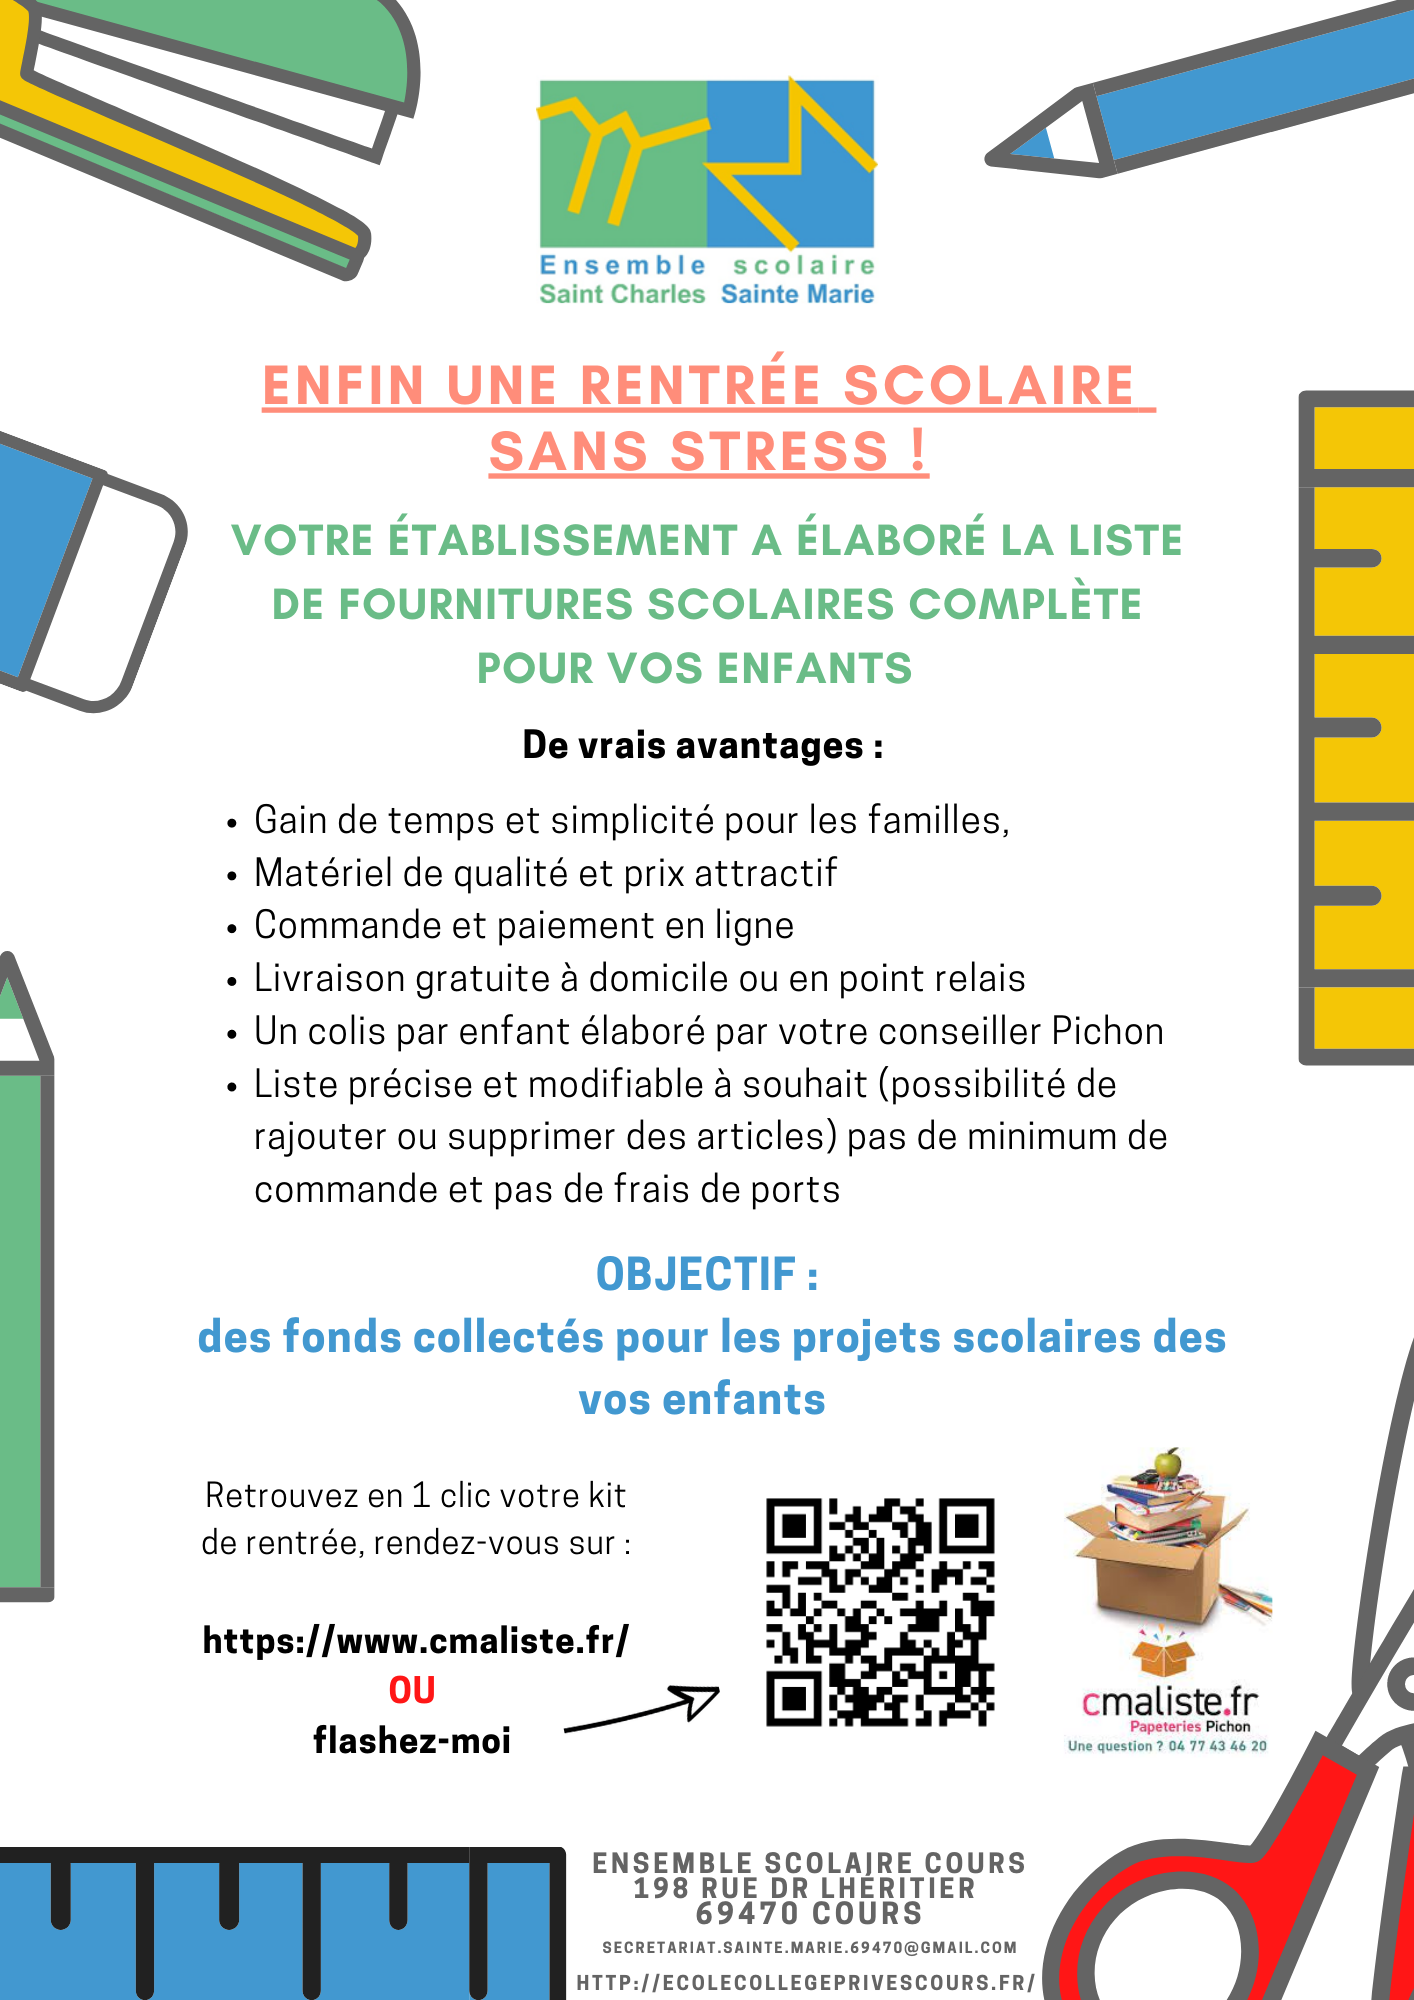 Ensemble scolaire
Saint Charles Sainte Marie
ENFIN UNE RENTRÉE SCOLAIRE
SANS STRESS !
VOTRE ÉTABLISSEMENT A ÉLABORÉ LA LISTE
DE FOURNITURES SCOLAIRES COMPLÈTE
POUR VOS ENFANTS
De vrais avantages :
• Gain de temps et simplicité pour les familles,
• Matériel de qualité et prix attractif
• Commande et paiement en ligne
• Livraison gratuite à domicile ou en point relais
• Un colis par enfant élaboré par votre conseiller Pichon
• Liste précise et modifiable à souhait (possibilité de
rajouter ou supprimer des articles) pas de minimum de
commande et pas de frais de ports
OBJECTIF :
des fonds collectés pour les projets scolaires des
vos enfants
Retrouvez en 1 clic votre kit
de rentrée, rendez-vous sur :
https://www.cmaliste.fr/
OU
flashez-moi
cmaliste.fr
Papeteries Pichon
Une question ? 04 77 43 46 20
ENSEMBLE SCOLAIRE COURS
198 RUE DR LHÉRITIER
69470 COURS
SECRETARIAT.SAINTE.MARIE.69470@GMAIL.COM
HTTP://ECOLECOLLEGEPRIVESCOURS.FR/